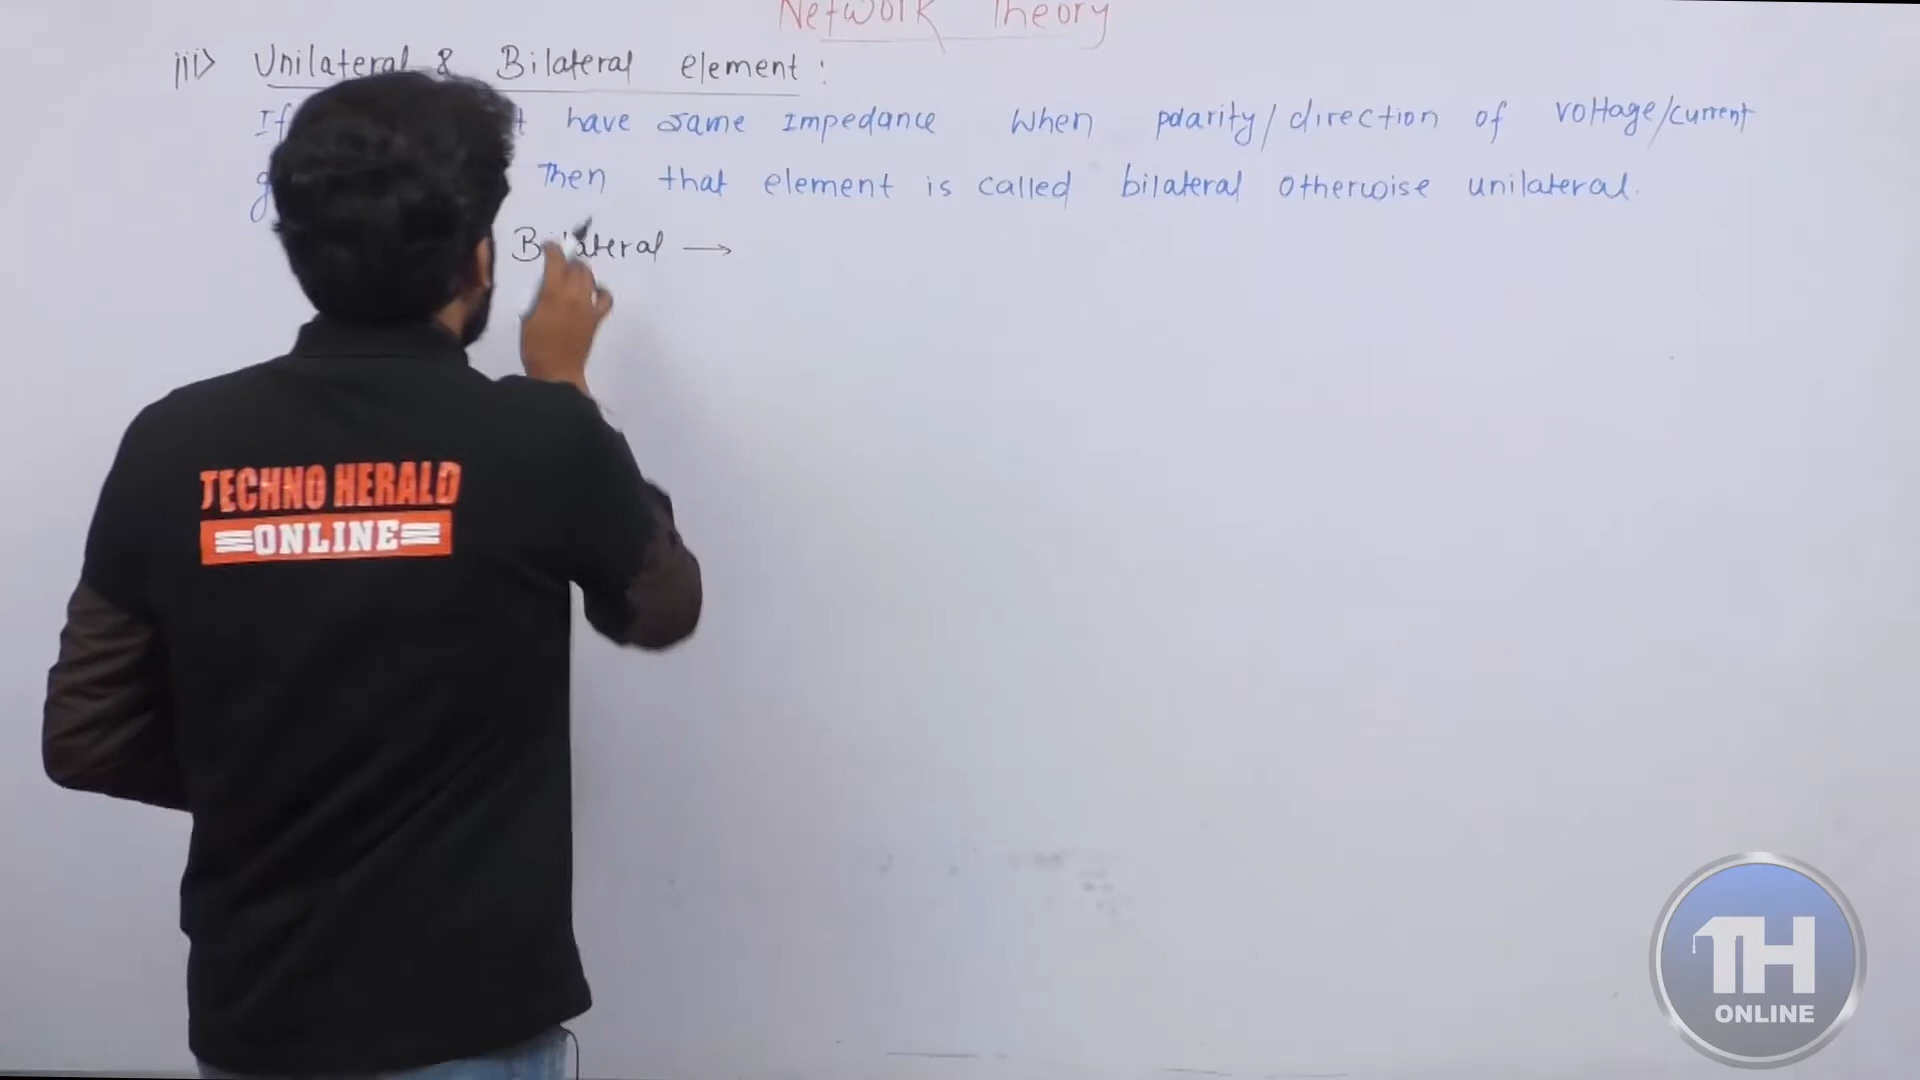 Network Theory
iii> Unilateral & Bilateral element :
If have same Impedance When polarity/direction of voltage/current
Then that element is called bilateral otherwise unilateral.
Bilateral →
TECHNO HERALD
ONLINE
TH
ONLINE